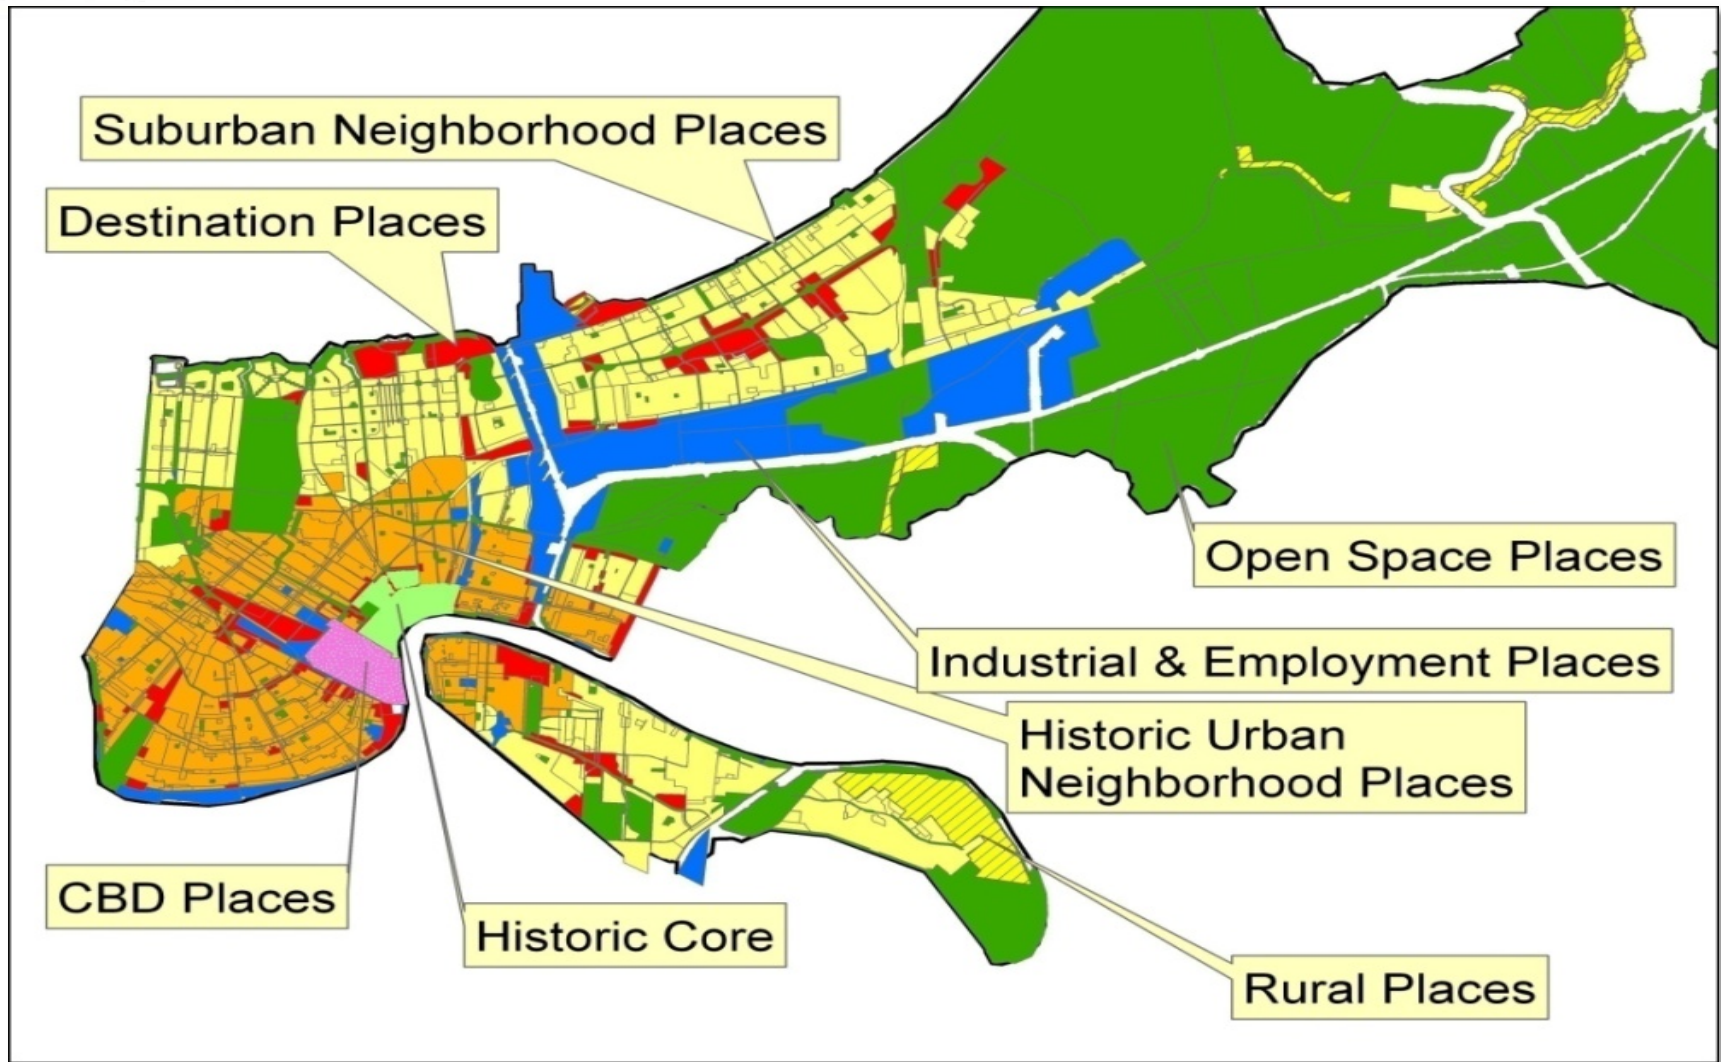 Suburban Neighborhood Places
Destination Places
Open Space Places
Industrial & Employment Places
Historic Urban
Neighborhood Places
CBD Places
Historic Core
Rural Places